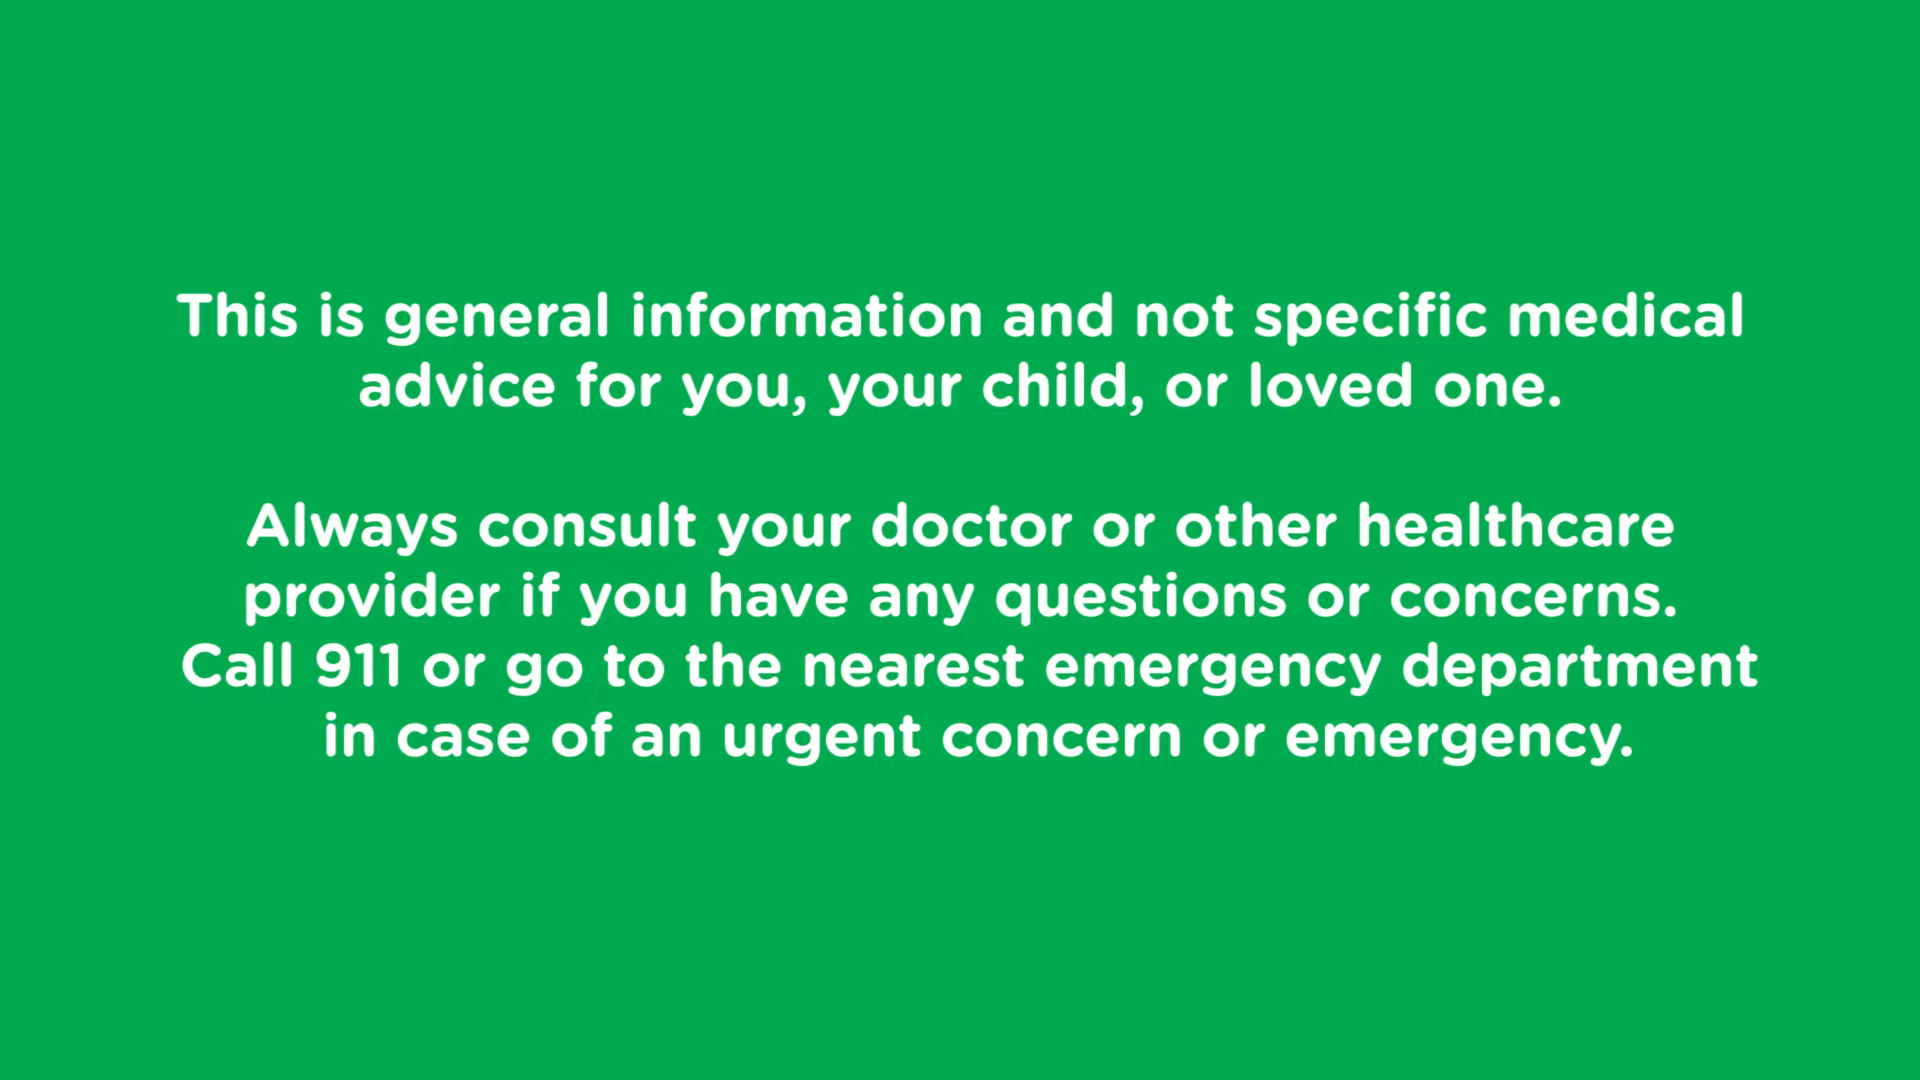 This is general information and not specific medical
advice for you, your child, or loved one.
Always consult your doctor or other healthcare
provider if you have any questions or concerns.
Call 911 or go to the nearest emergency department
in case of an urgent concern or emergency.